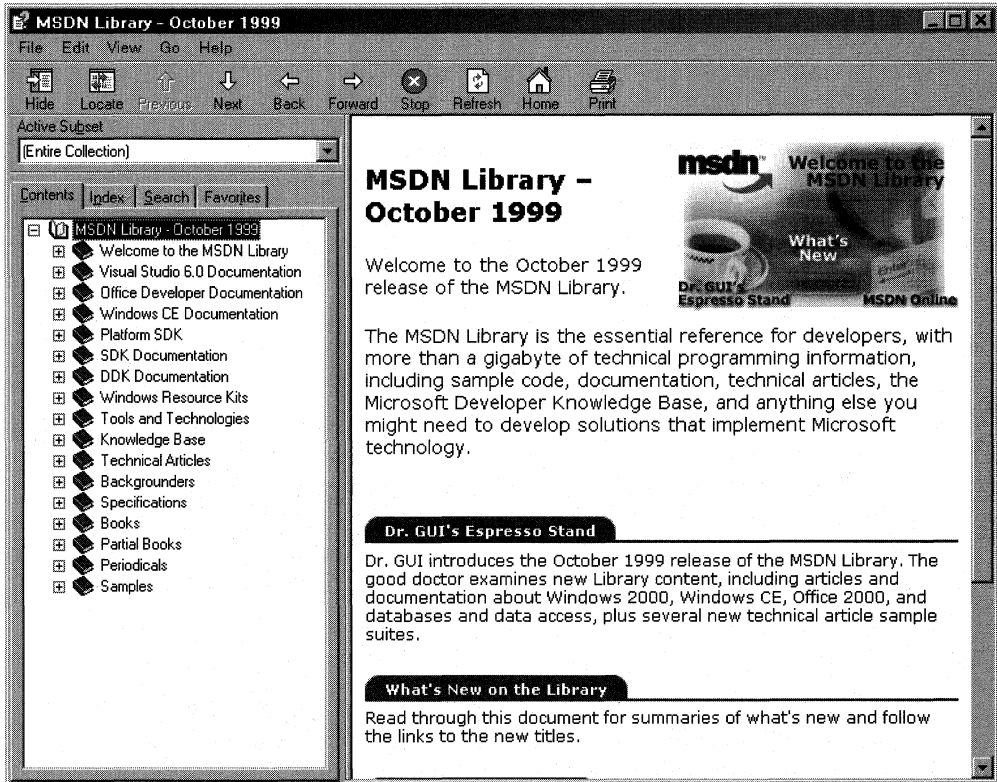 MSDN Library - October 1999
File Edit View Go Help
Hide Locate Previous Next Back Forward Stop Refresh Home Print
Active Subset
(Entire Collection)
Contents Index Search Favorites
MSDN Library - October 1999
Welcome to the MSDN Library
Visual Studio 6.0 Documentation
Office Developer Documentation
Windows CE Documentation
Platform SDK
SDK Documentation
DDK Documentation
Windows Resource Kits
Tools and Technologies
Knowledge Base
Technical Articles
Backgrounders
Specifications
Books
Partial Books
Periodicals
Samples
MSDN Library –
October 1999
msdn™
Welcome to the
MSDN Library
What's
New
Enter
Dr. GUI's
Espresso Stand
MSDN Online
Welcome to the October 1999
release of the MSDN Library.
The MSDN Library is the essential reference for developers, with
more than a gigabyte of technical programming information,
including sample code, documentation, technical articles, the
Microsoft Developer Knowledge Base, and anything else you
might need to develop solutions that implement Microsoft
technology.
Dr. GUI's Espresso Stand
Dr. GUI introduces the October 1999 release of the MSDN Library. The
good doctor examines new Library content, including articles and
documentation about Windows 2000, Windows CE, Office 2000, and
databases and data access, plus several new technical article sample
suites.
What's New on the Library
Read through this document for summaries of what's new and follow
the links to the new titles.